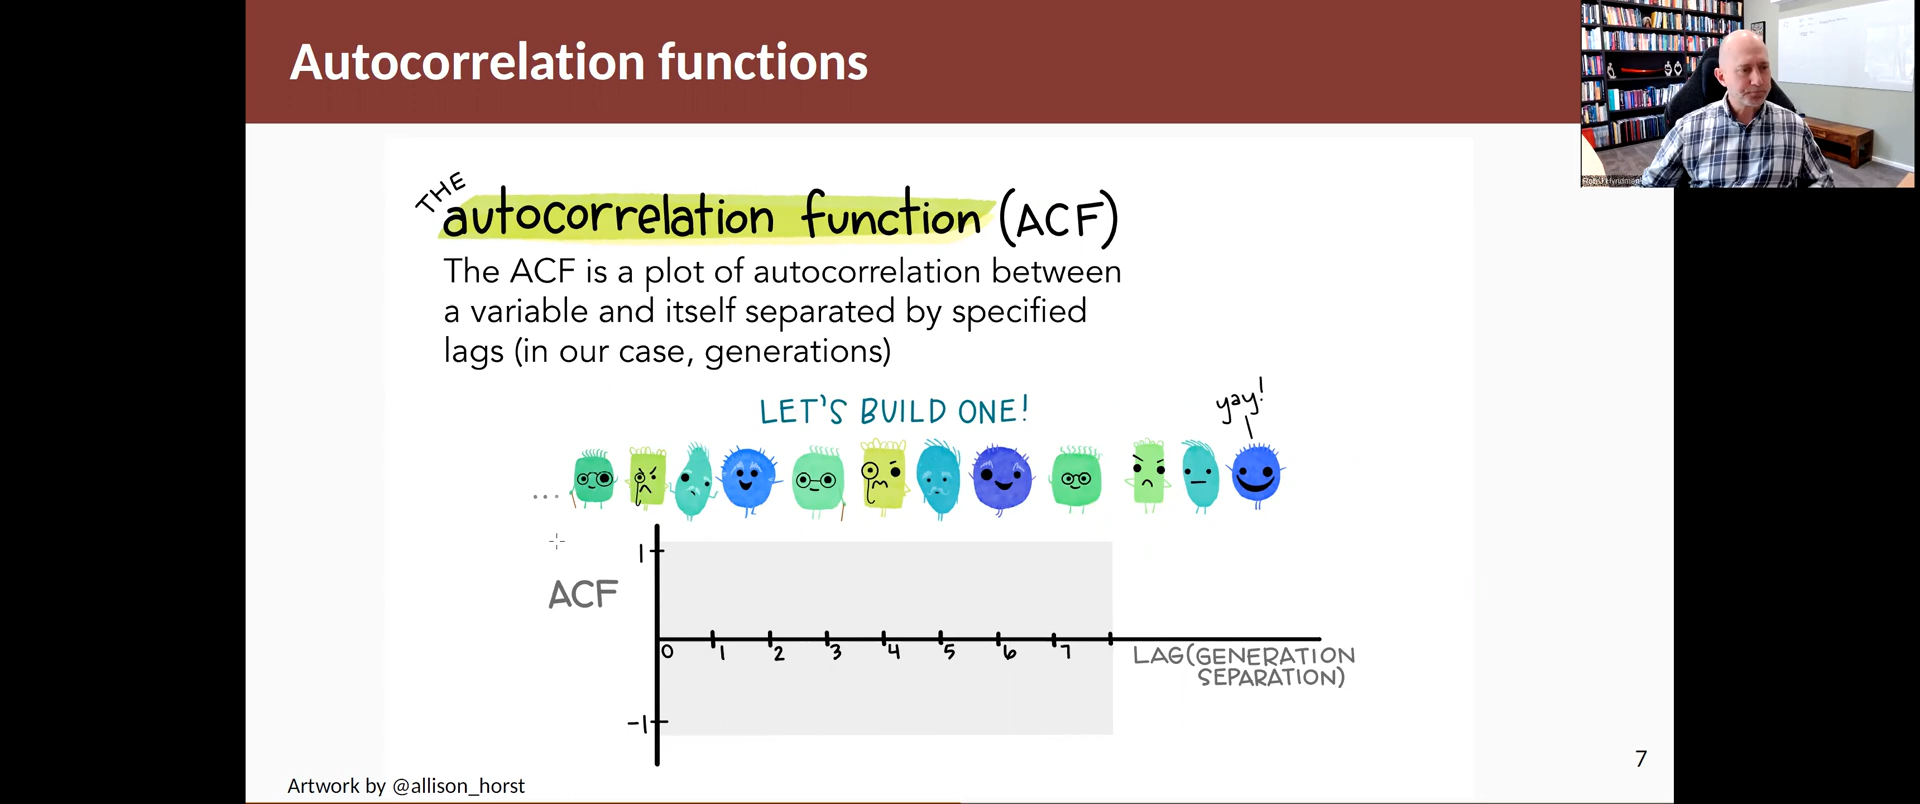 Autocorrelation functions
THE
autocorrelation function (ACF)
The ACF is a plot of autocorrelation between
a variable and itself separated by specified
lags (in our case, generations)
LET'S BUILD ONE!
yay!
....
1
ACF
0 1 2 3 4 5 6 7
LAG (GENERATION
SEPARATION)
-1
7
Artwork by @allison_horst
Rob J Hyndman